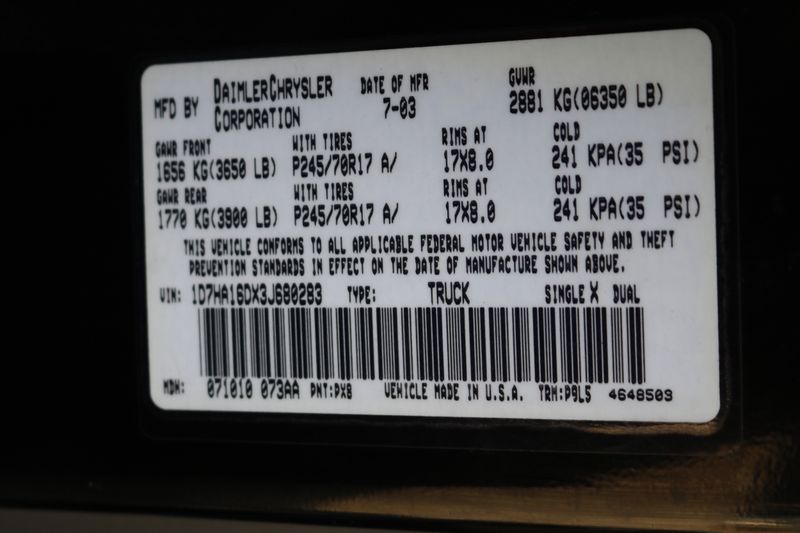 MFD BY DAIMLERCHRYSLER CORPORATION DATE OF MFR 7-03 GVWR 2881 KG(06350 LB)
GAWR FRONT WITH TIRES RIMS AT COLD
1656 KG(3650 LB) P245/70R17 A/ 17X8.0 241 KPA(35 PSI)
GAWR REAR WITH TIRES RIMS AT COLD
1770 KG(3900 LB) P245/70R17 A/ 17X8.0 241 KPA(35 PSI)
THIS VEHICLE CONFORMS TO ALL APPLICABLE FEDERAL MOTOR VEHICLE SAFETY AND THEFT
PREVENTION STANDARDS IN EFFECT ON THE DATE OF MANUFACTURE SHOWN ABOVE.
VIN: 1D7HA16DX3J680283 TYPE: TRUCK SINGLE X DUAL
MDH: 071010 073AA PNT:PX8 VEHICLE MADE IN U.S.A. TRM:P9L5 4648503